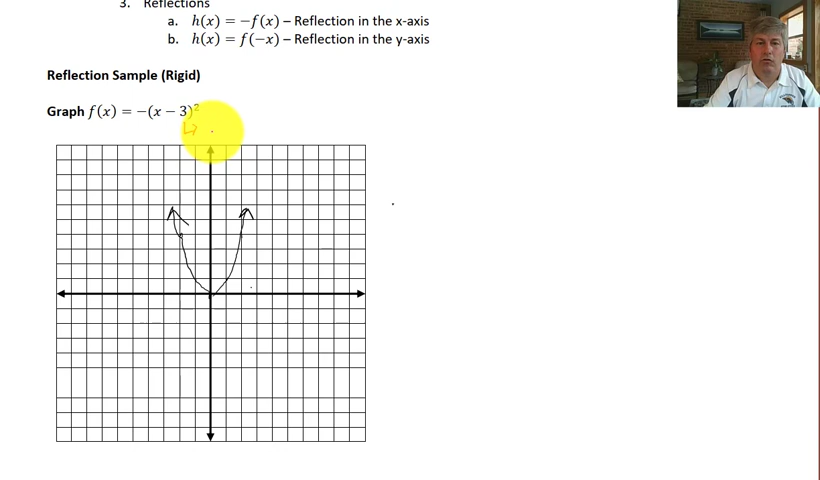 3. Reflections
a. h(x) = −f(x) – Reflection in the x-axis
b. h(x) = f(−x) – Reflection in the y-axis
Reflection Sample (Rigid)
Graph f(x) = −(x − 3)²